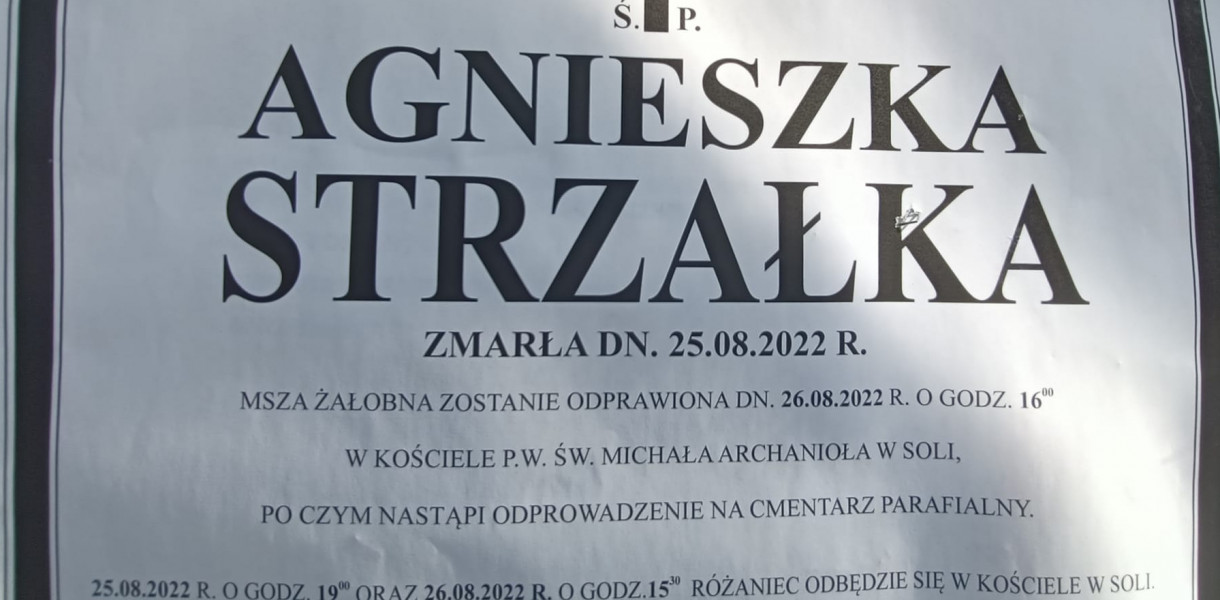 Ś. P.
AGNIESZKA
STRZAŁKA
ZMARŁA DN. 25.08.2022 R.
MSZA ŻAŁOBNA ZOSTANIE ODPRAWIONA DN. 26.08.2022 R. O GODZ. 16⁰⁰
W KOŚCIELE P.W. ŚW. MICHAŁA ARCHANIOŁA W SOLI,
PO CZYM NASTĄPI ODPROWADZENIE NA CMENTARZ PARAFIALNY.
25.08.2022 R. O GODZ. 19⁰⁰ ORAZ 26.08.2022 R. O GODZ.15³⁰ RÓŻANIEC ODBĘDZIE SIĘ W KOŚCIELE W SOLI.